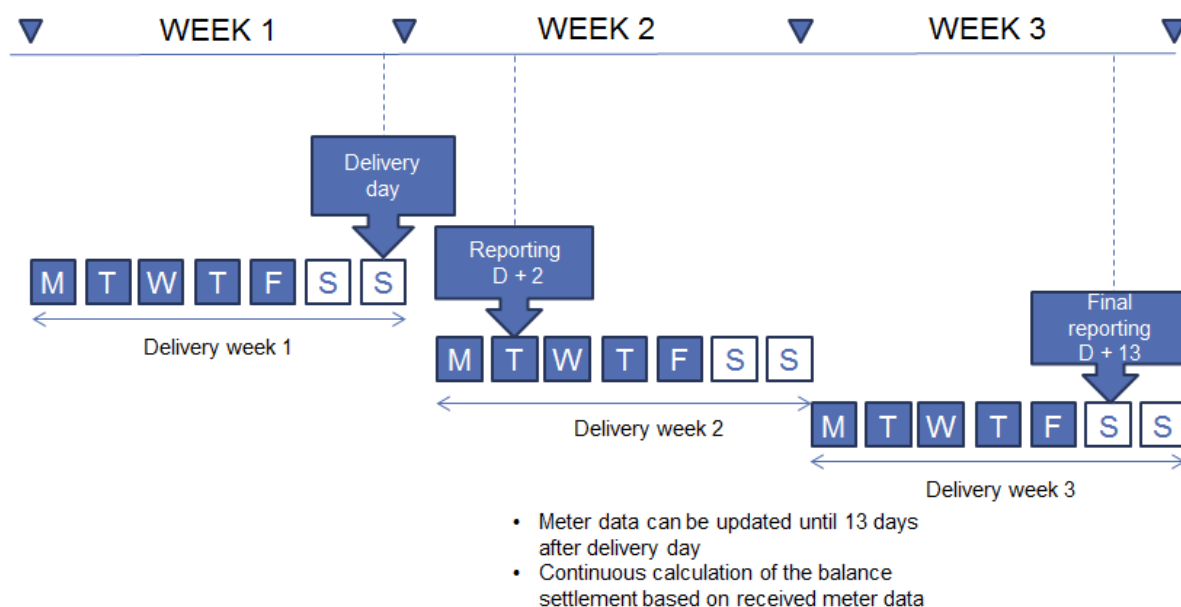 WEEK 1 WEEK 2 WEEK 3
Delivery
day
Reporting
D + 2
Final
reporting
D + 13
M T W T F S S
Delivery week 1
M T W T F S S
Delivery week 2
M T W T F S S
Delivery week 3
• Meter data can be updated until 13 days
after delivery day
• Continuous calculation of the balance
settlement based on received meter data